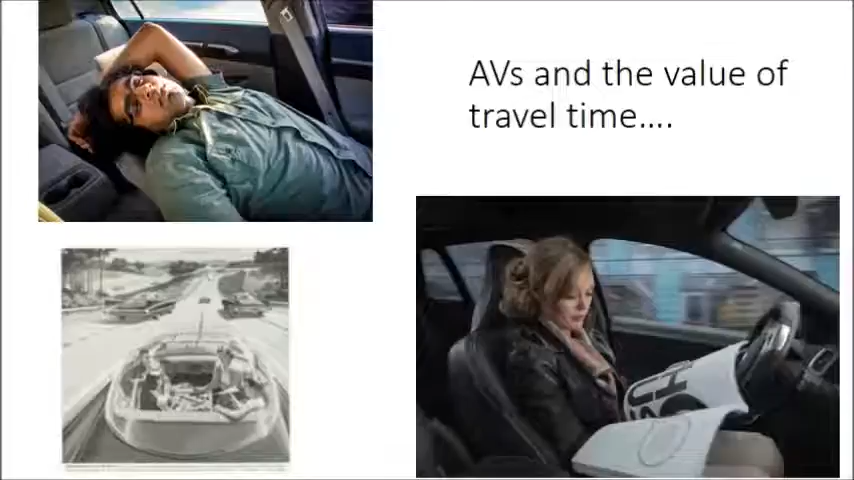 AVs and the value of
travel time....